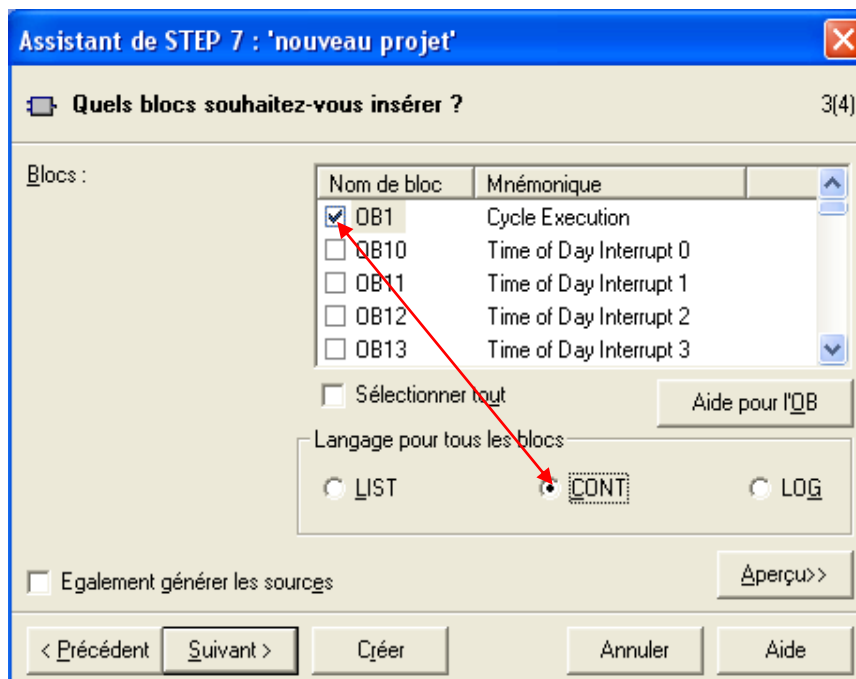 Assistant de STEP 7 : 'nouveau projet'
Quels blocs souhaitez-vous insérer ? 3(4)
Blocs :
Nom de bloc Mnémonique
OB1 Cycle Execution
OB10 Time of Day Interrupt 0
OB11 Time of Day Interrupt 1
OB12 Time of Day Interrupt 2
OB13 Time of Day Interrupt 3
Sélectionner tout Aide pour l'OB
Langage pour tous les blocs
LIST CONT LOG
Egalement générer les sources Aperçu>>
< Précédent Suivant > Créer Annuler Aide